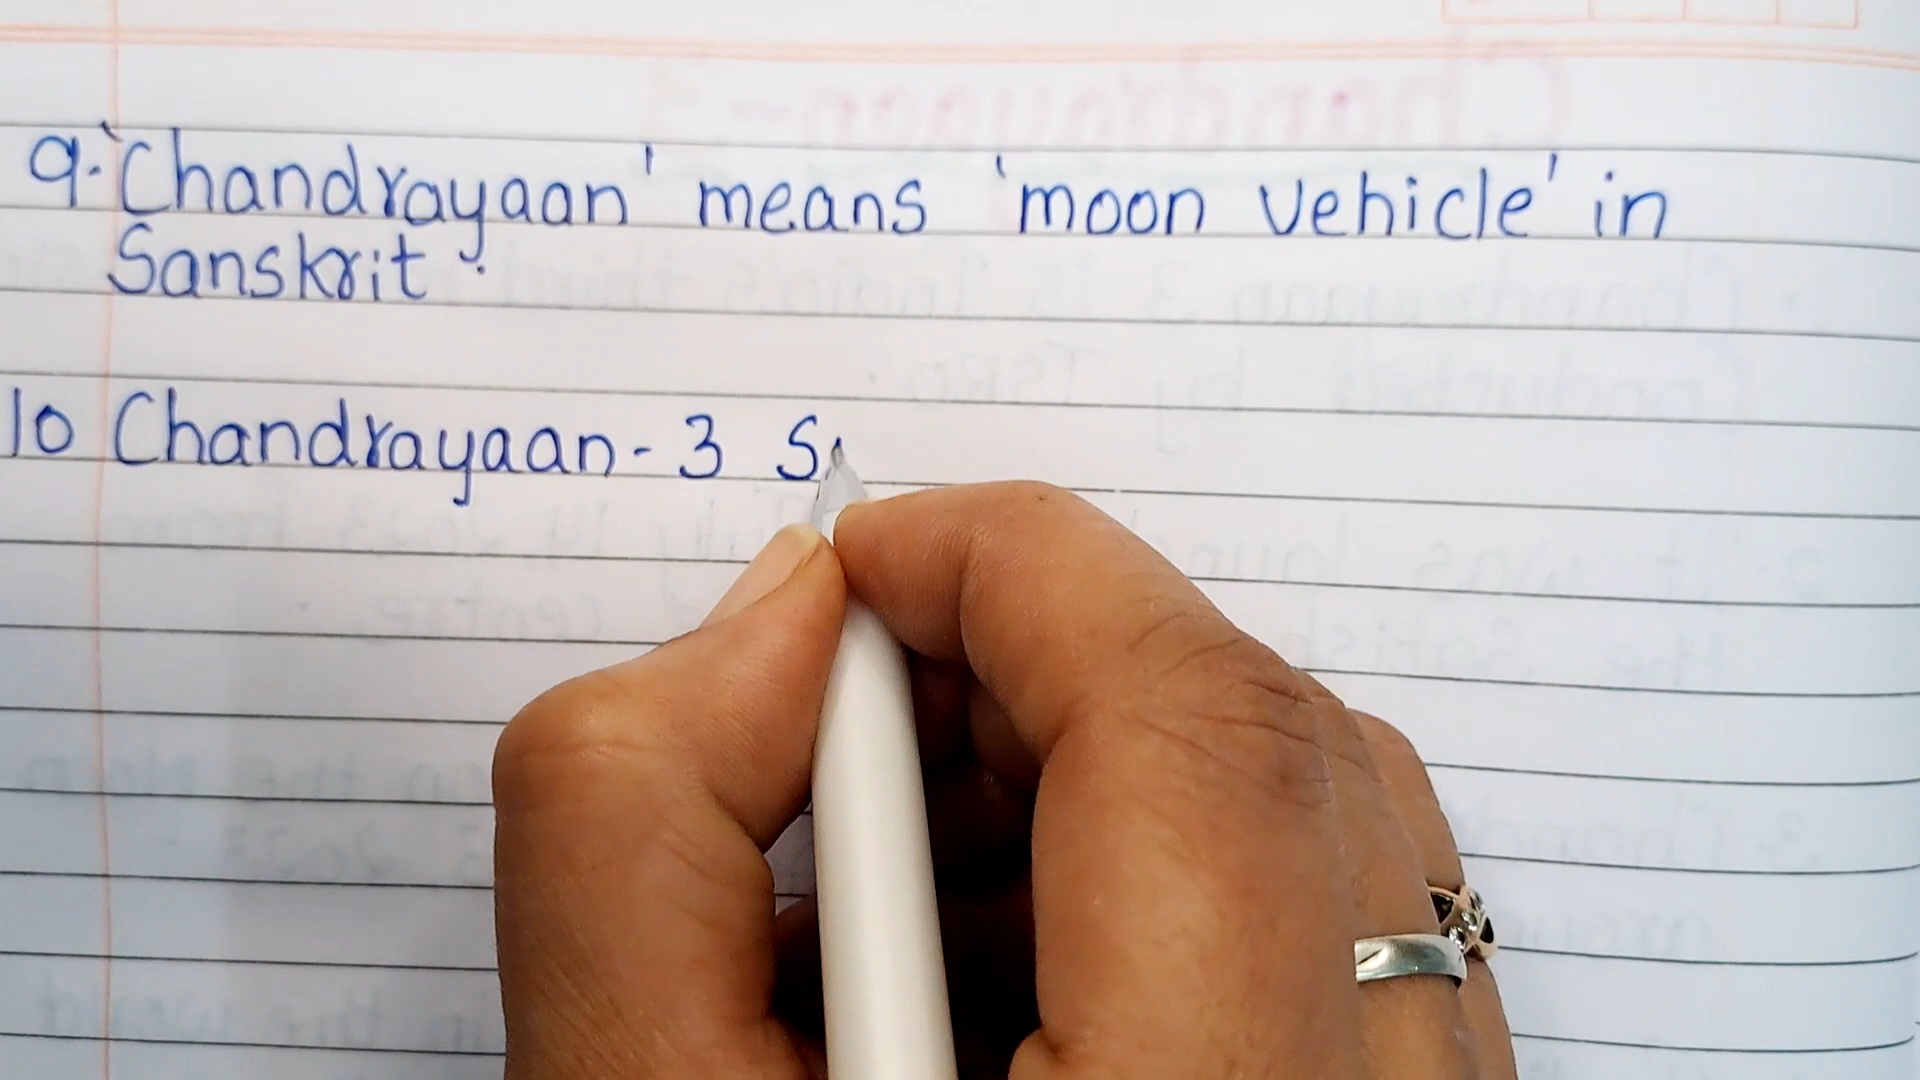 9. 'Chandrayaan' means 'moon vehicle' in
Sanskrit.
10 Chandrayaan-3 S